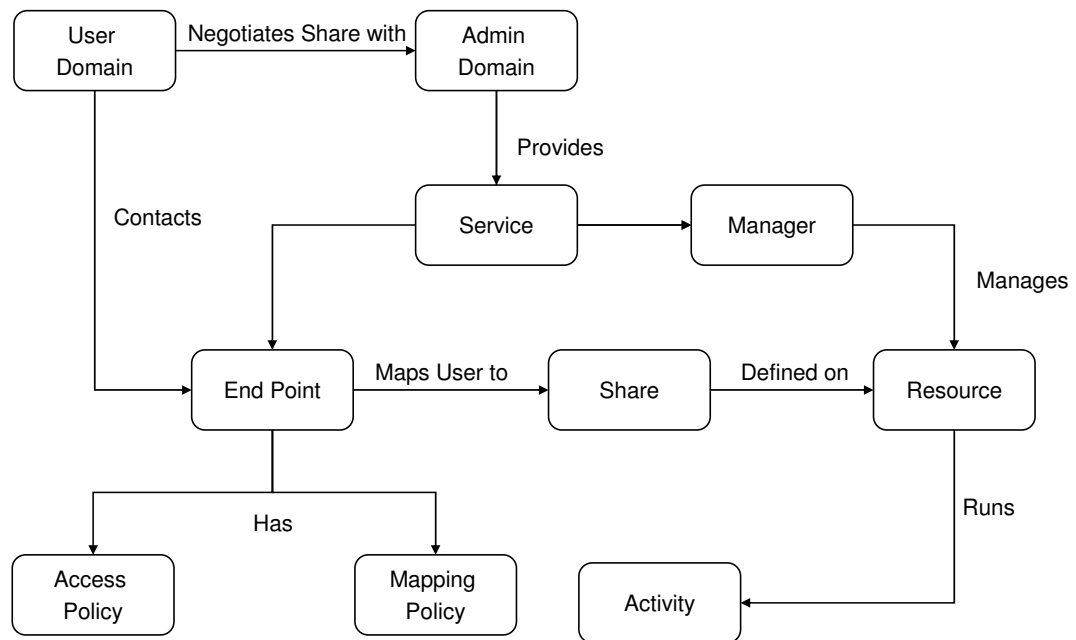 User
Domain
Negotiates Share with
Admin
Domain
Provides
Contacts
Service
Manager
Manages
End Point
Maps User to
Share
Defined on
Resource
Has
Runs
Access
Policy
Mapping
Policy
Activity